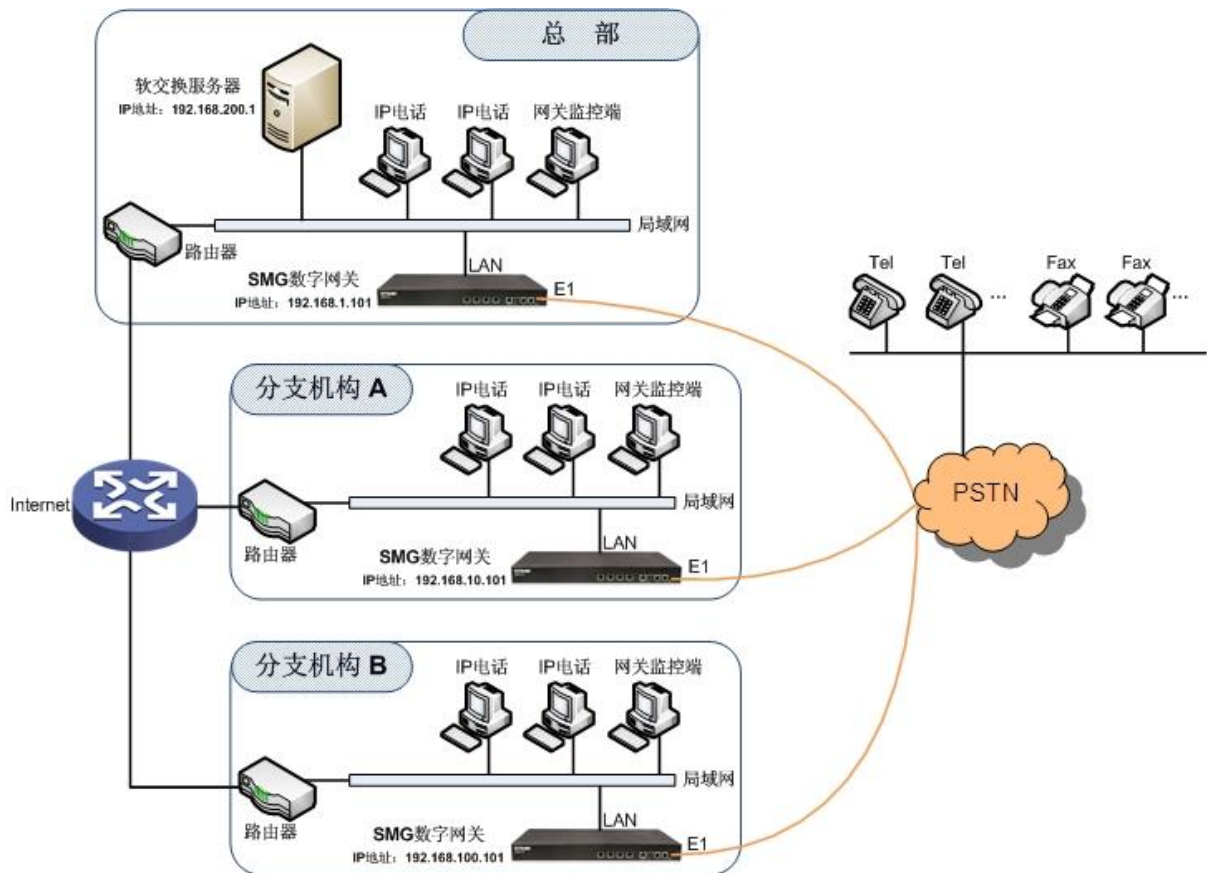 总 部
软交换服务器
IP地址：192.168.200.1
IP电话
IP电话
网关监控端
局域网
路由器
LAN
SMG数字网关
IP地址：192.168.1.101
E1
Tel
Tel
...
Fax
Fax
...
分支机构 A
IP电话
IP电话
网关监控端
Internet
局域网
路由器
LAN
SMG数字网关
IP地址：192.168.10.101
E1
PSTN
分支机构 B
IP电话
IP电话
网关监控端
局域网
路由器
LAN
SMG数字网关
IP地址：192.168.100.101
E1